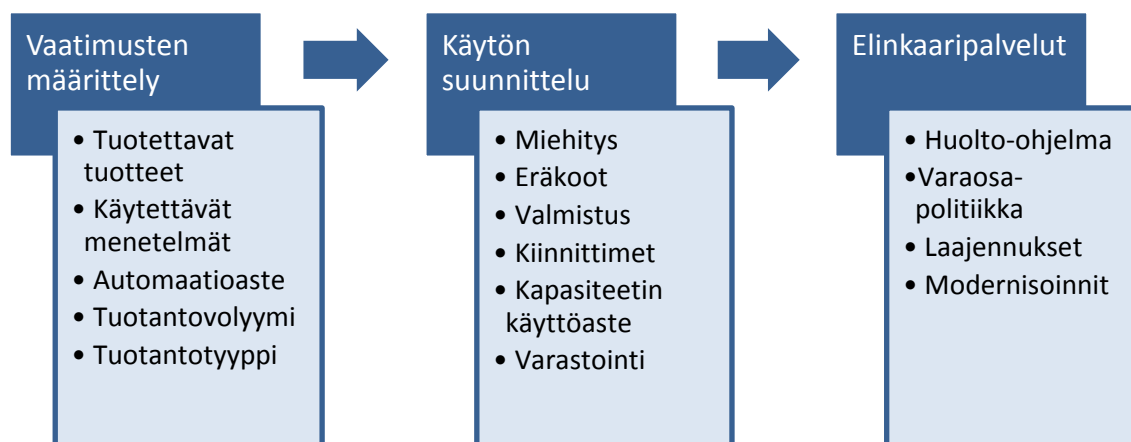 Vaatimusten
määrittely
• Tuotettavat
tuotteet
• Käytettävät
menetelmät
• Automaatioaste
• Tuotantovolyymi
• Tuotantotyyppi
Käytön
suunnittelu
• Miehitys
• Eräkoot
• Valmistus
• Kiinnittimet
• Kapasiteetin
käyttöaste
• Varastointi
Elinkaaripalvelut
• Huolto-ohjelma
•Varaosa-
politiikka
• Laajennukset
• Modernisoinnit